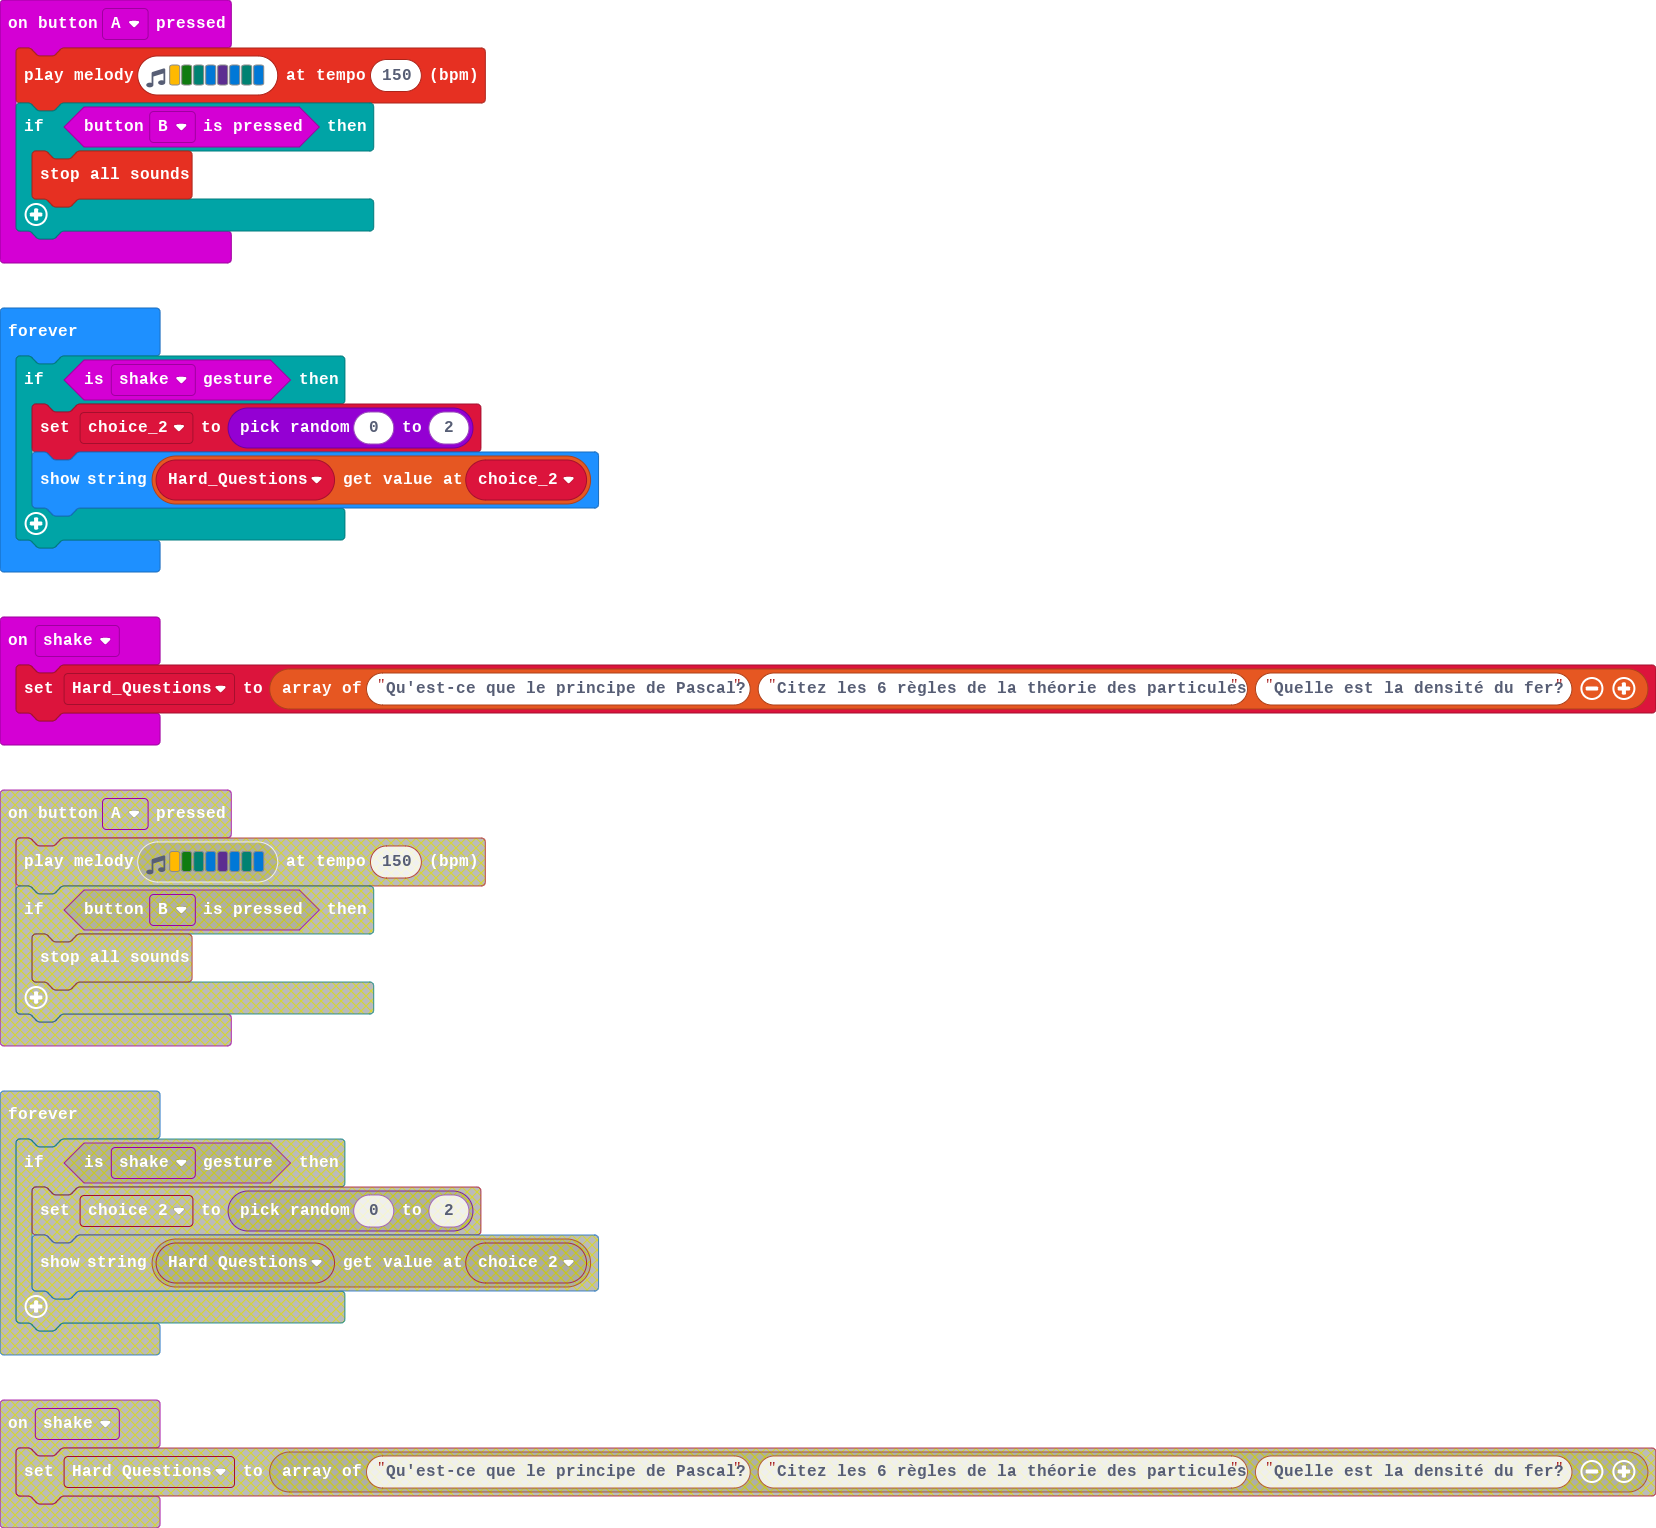 on button A pressed
play melody at tempo 150 (bpm)
if button B is pressed then
stop all sounds
forever
if is shake gesture then
set choice_2 to pick random 0 to 2
show string Hard_Questions get value at choice_2
on shake
set Hard_Questions to array of "Qu'est-ce que le principe de Pascal?" "Citez les 6 règles de la théorie des particules" "Quelle est la densité du fer?"
on button A pressed
play melody at tempo 150 (bpm)
if button B is pressed then
stop all sounds
forever
if is shake gesture then
set choice 2 to pick random 0 to 2
show string Hard Questions get value at choice 2
on shake
set Hard Questions to array of "Qu'est-ce que le principe de Pascal?" "Citez les 6 règles de la théorie des particules" "Quelle est la densité du fer?"